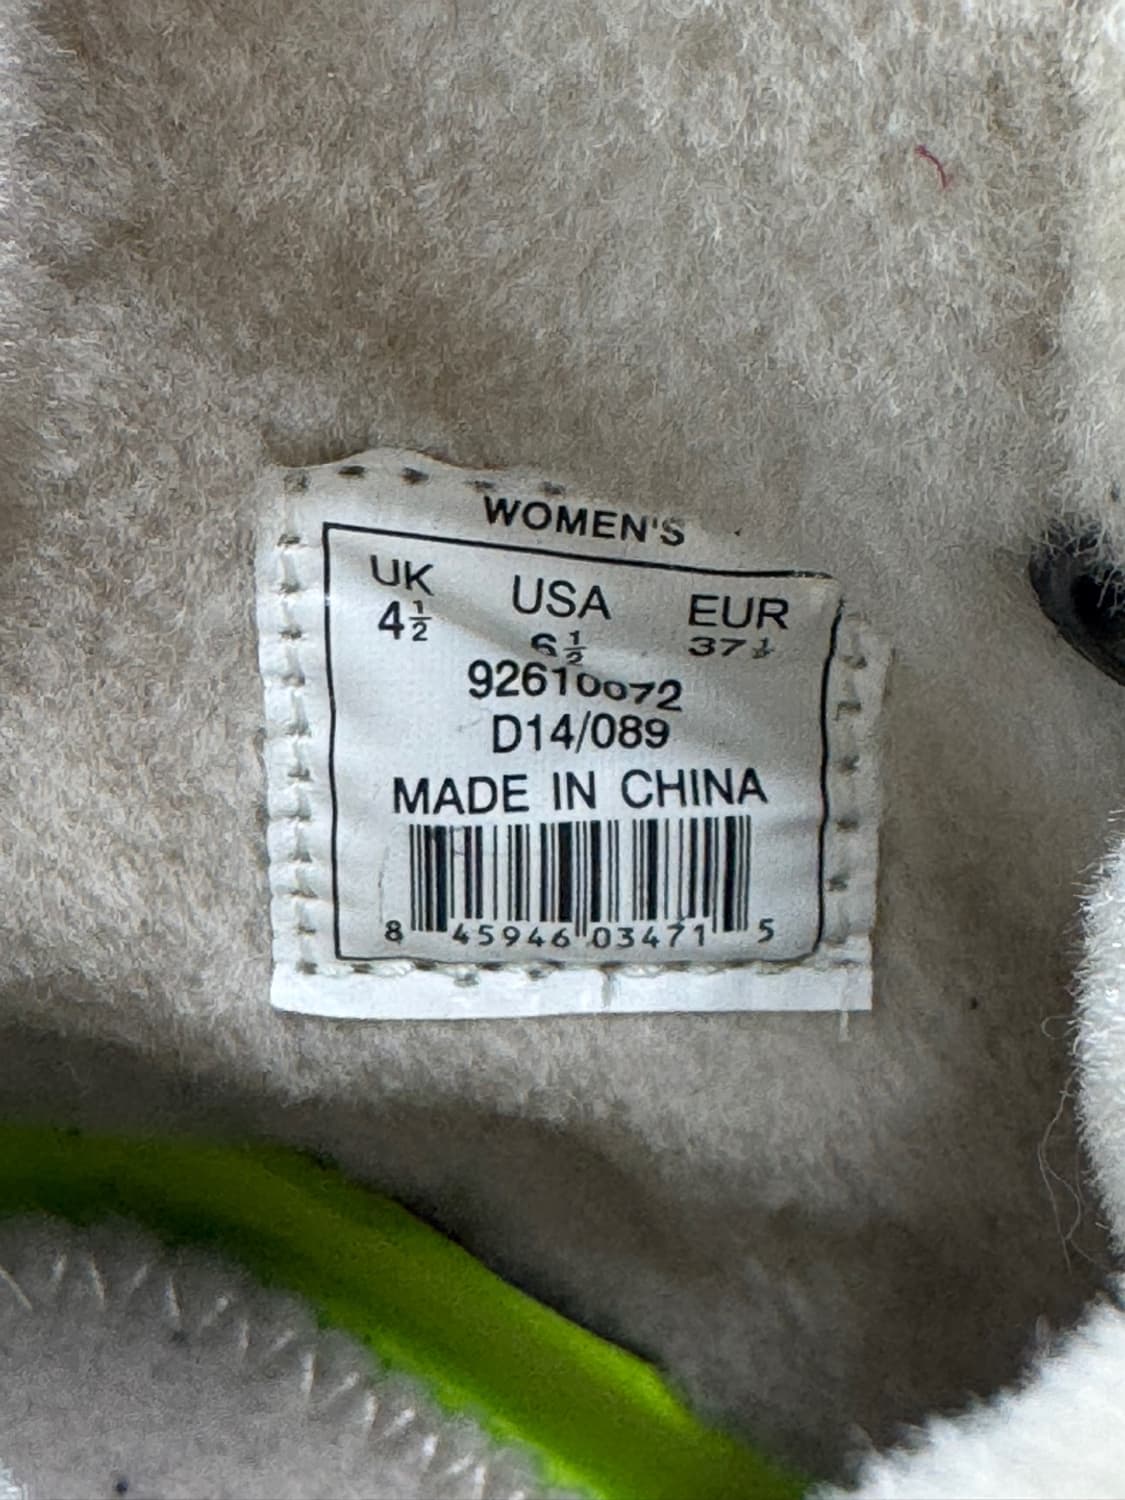 WOMEN'S
UK USA EUR
4½ 6½ 37½
92610072
D14/089
MADE IN CHINA
8 45946 03471 5